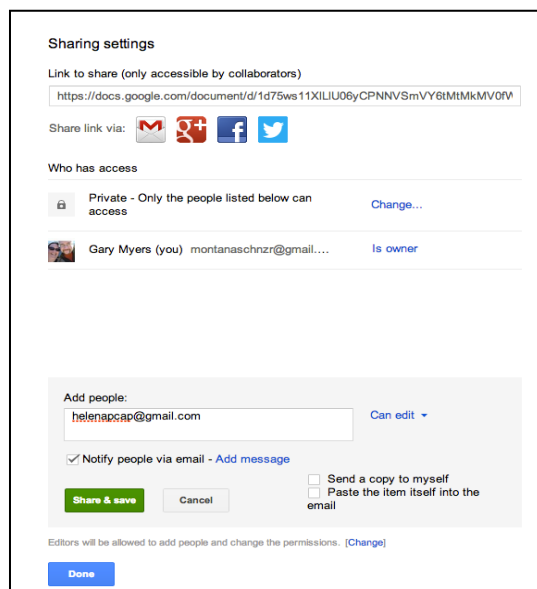 Sharing settings
Link to share (only accessible by collaborators)
https://docs.google.com/document/d/1d75ws11XILIU06yCPNNVSmVY6tMtMkMV0fW
Share link via:
Who has access
Private - Only the people listed below can
access
Change...
Gary Myers (you) montanaschnzr@gmail....
Is owner
Add people:
helenapcap@gmail.com
Can edit
Notify people via email - Add message
Send a copy to myself
Paste the item itself into the
email
Share & save
Cancel
Editors will be allowed to add people and change the permissions. [Change]
Done